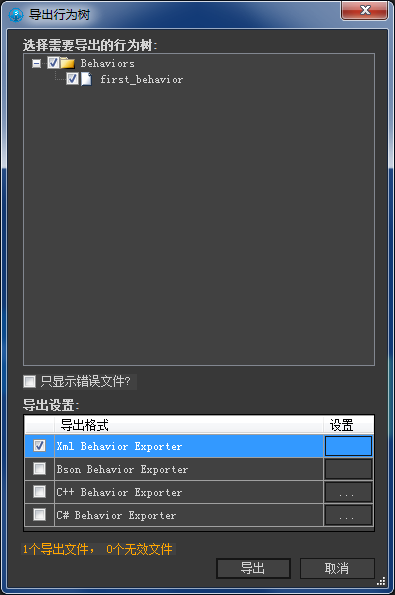 导出行为树
选择需要导出的行为树:
Behaviors
first_behavior
只显示错误文件?
导出设置:
导出格式 设置
Xml Behavior Exporter
Bson Behavior Exporter
C++ Behavior Exporter ...
C# Behavior Exporter ...
1个导出文件， 0个无效文件
导出 取消